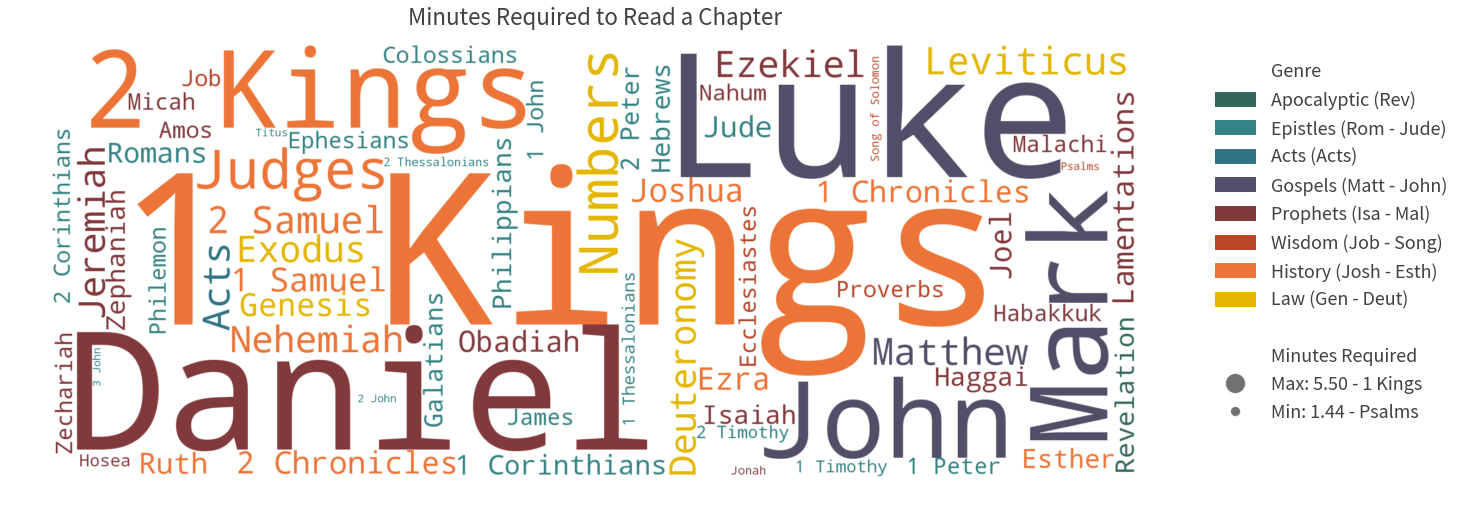 Minutes Required to Read a Chapter
2 Kings
Colossians
Job
Micah
Amos
Titus
Ephesians
1 John
Romans
2 Thessalonians
Judges
2 Corinthians
Jeremiah
Zephaniah
Philemon
1 Kings
2 Samuel
Exodus
Acts
1 Samuel
Genesis
Nehemiah
Philippians
Numbers
2 Peter
Hebrews
Luke
Ezekiel
Nahum
Jude
Song of Solomon
Leviticus
Malachi
Psalms
Lamentations
Joshua
1 Chronicles
Ecclesiastes
Joel
Mark
Proverbs
Habakkuk
Deuteronomy
1 Thessalonians
Galatians
Obadiah
Daniel
Zechariah
3 John
2 John
James
Hosea
Ruth
2 Chronicles
1 Corinthians
Matthew
Haggai
Ezra
Isaiah
2 Timothy
John
Jonah
1 Timothy
1 Peter
Esther
Revelation
Genre
Apocalyptic (Rev)
Epistles (Rom - Jude)
Acts (Acts)
Gospels (Matt - John)
Prophets (Isa - Mal)
Wisdom (Job - Song)
History (Josh - Esth)
Law (Gen - Deut)
Minutes Required
Max: 5.50 - 1 Kings
Min: 1.44 - Psalms